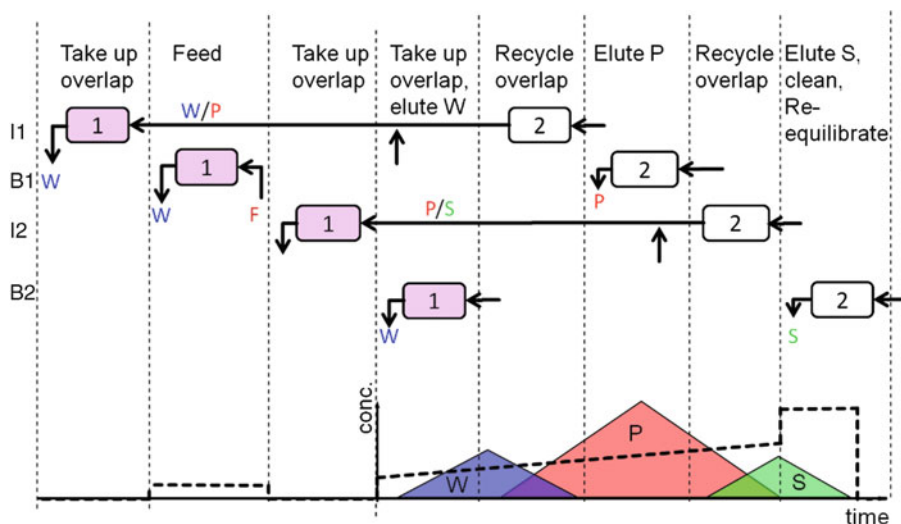 Take up
overlap
Feed
Take up
overlap
Take up
overlap,
elute W
Recycle
overlap
Elute P
Recycle
overlap
Elute S,
clean,
Re-
equilibrate
I1
1
W/P
2
W
B1
1
2
W
F
P
I2
1
P/S
2
B2
1
2
W
S
conc.
W
P
S
time